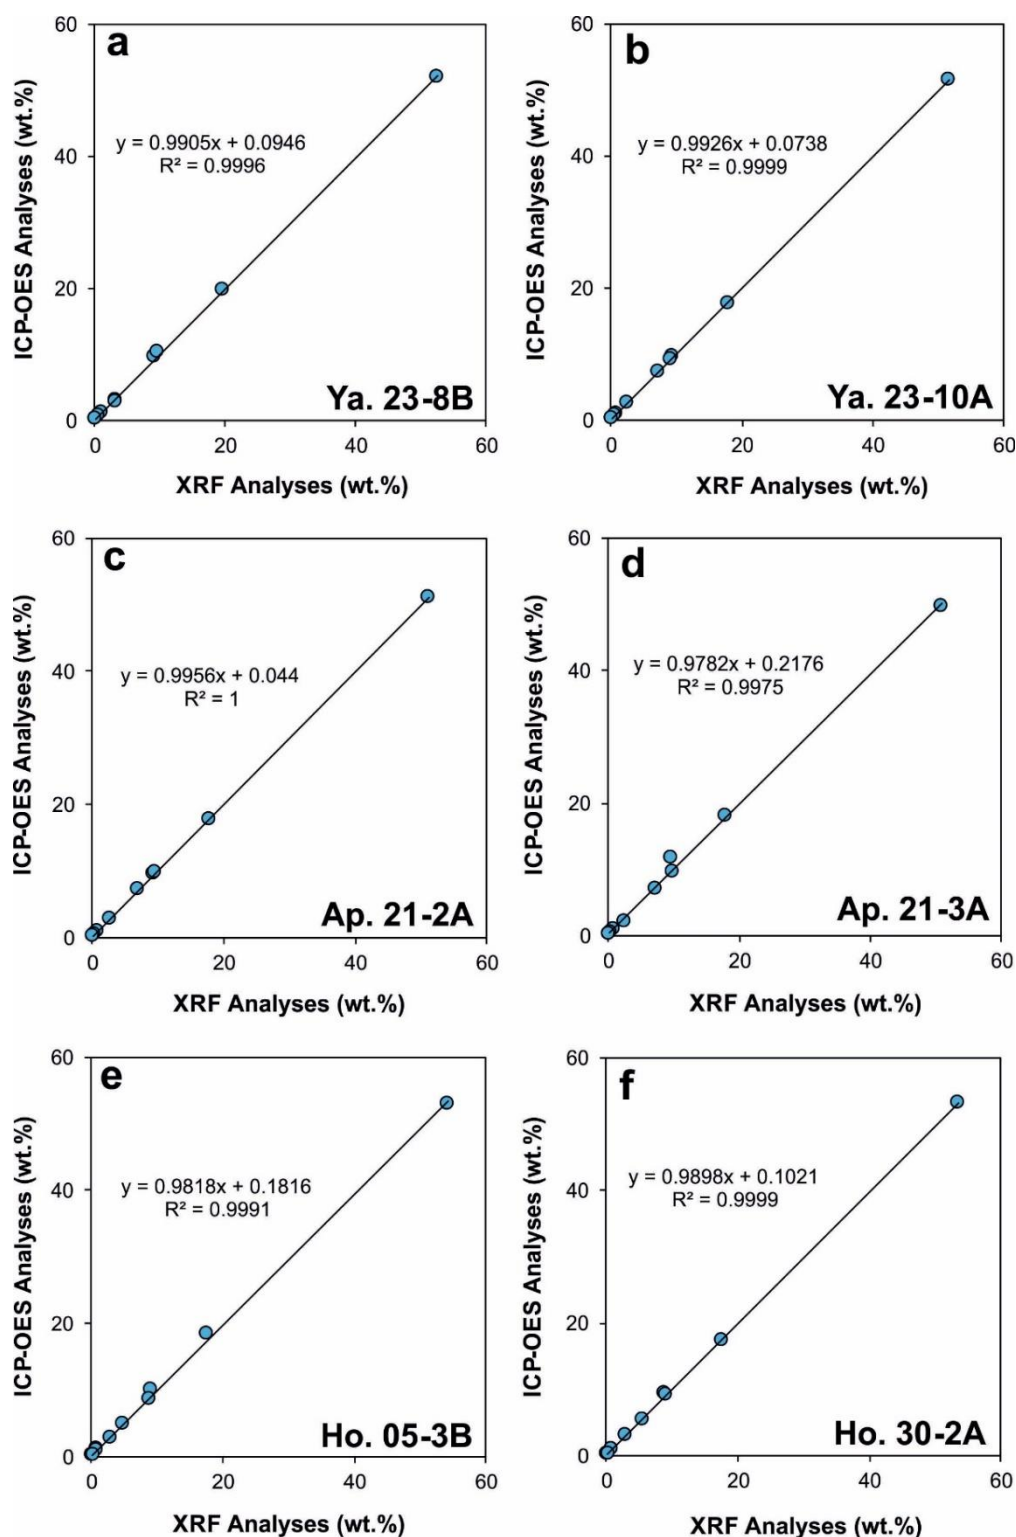 a
60
40
20
0
ICP-OES Analyses (wt.%)
y = 0.9905x + 0.0946
R² = 0.9996
Ya. 23-8B
0 20 40 60
XRF Analyses (wt.%)
b
60
40
20
0
ICP-OES Analyses (wt.%)
y = 0.9926x + 0.0738
R² = 0.9999
Ya. 23-10A
0 20 40 60
XRF Analyses (wt.%)
c
60
40
20
0
ICP-OES Analyses (wt.%)
y = 0.9956x + 0.044
R² = 1
Ap. 21-2A
0 20 40 60
XRF Analyses (wt.%)
d
60
40
20
0
ICP-OES Analyses (wt.%)
y = 0.9782x + 0.2176
R² = 0.9975
Ap. 21-3A
0 20 40 60
XRF Analyses (wt.%)
e
60
40
20
0
ICP-OES Analyses (wt.%)
y = 0.9818x + 0.1816
R² = 0.9991
Ho. 05-3B
0 20 40 60
XRF Analyses (wt.%)
f
60
40
20
0
ICP-OES Analyses (wt.%)
y = 0.9898x + 0.1021
R² = 0.9999
Ho. 30-2A
0 20 40 60
XRF Analyses (wt.%)